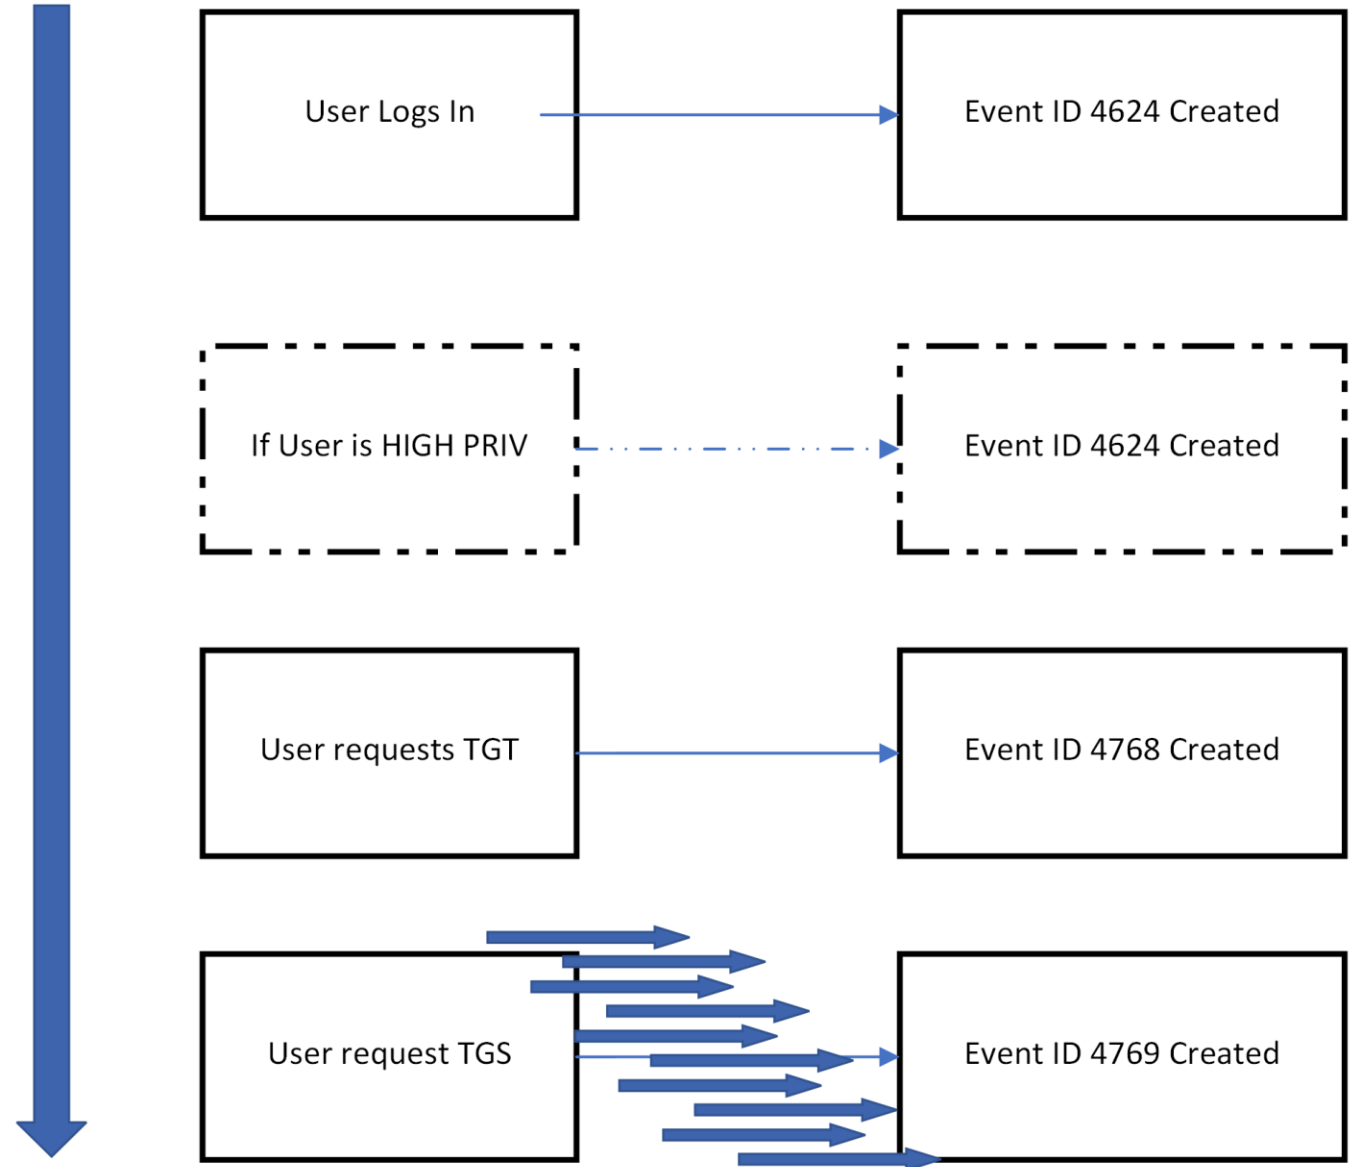 User Logs In
Event ID 4624 Created
If User is HIGH PRIV
Event ID 4624 Created
User requests TGT
Event ID 4768 Created
User request TGS
Event ID 4769 Created